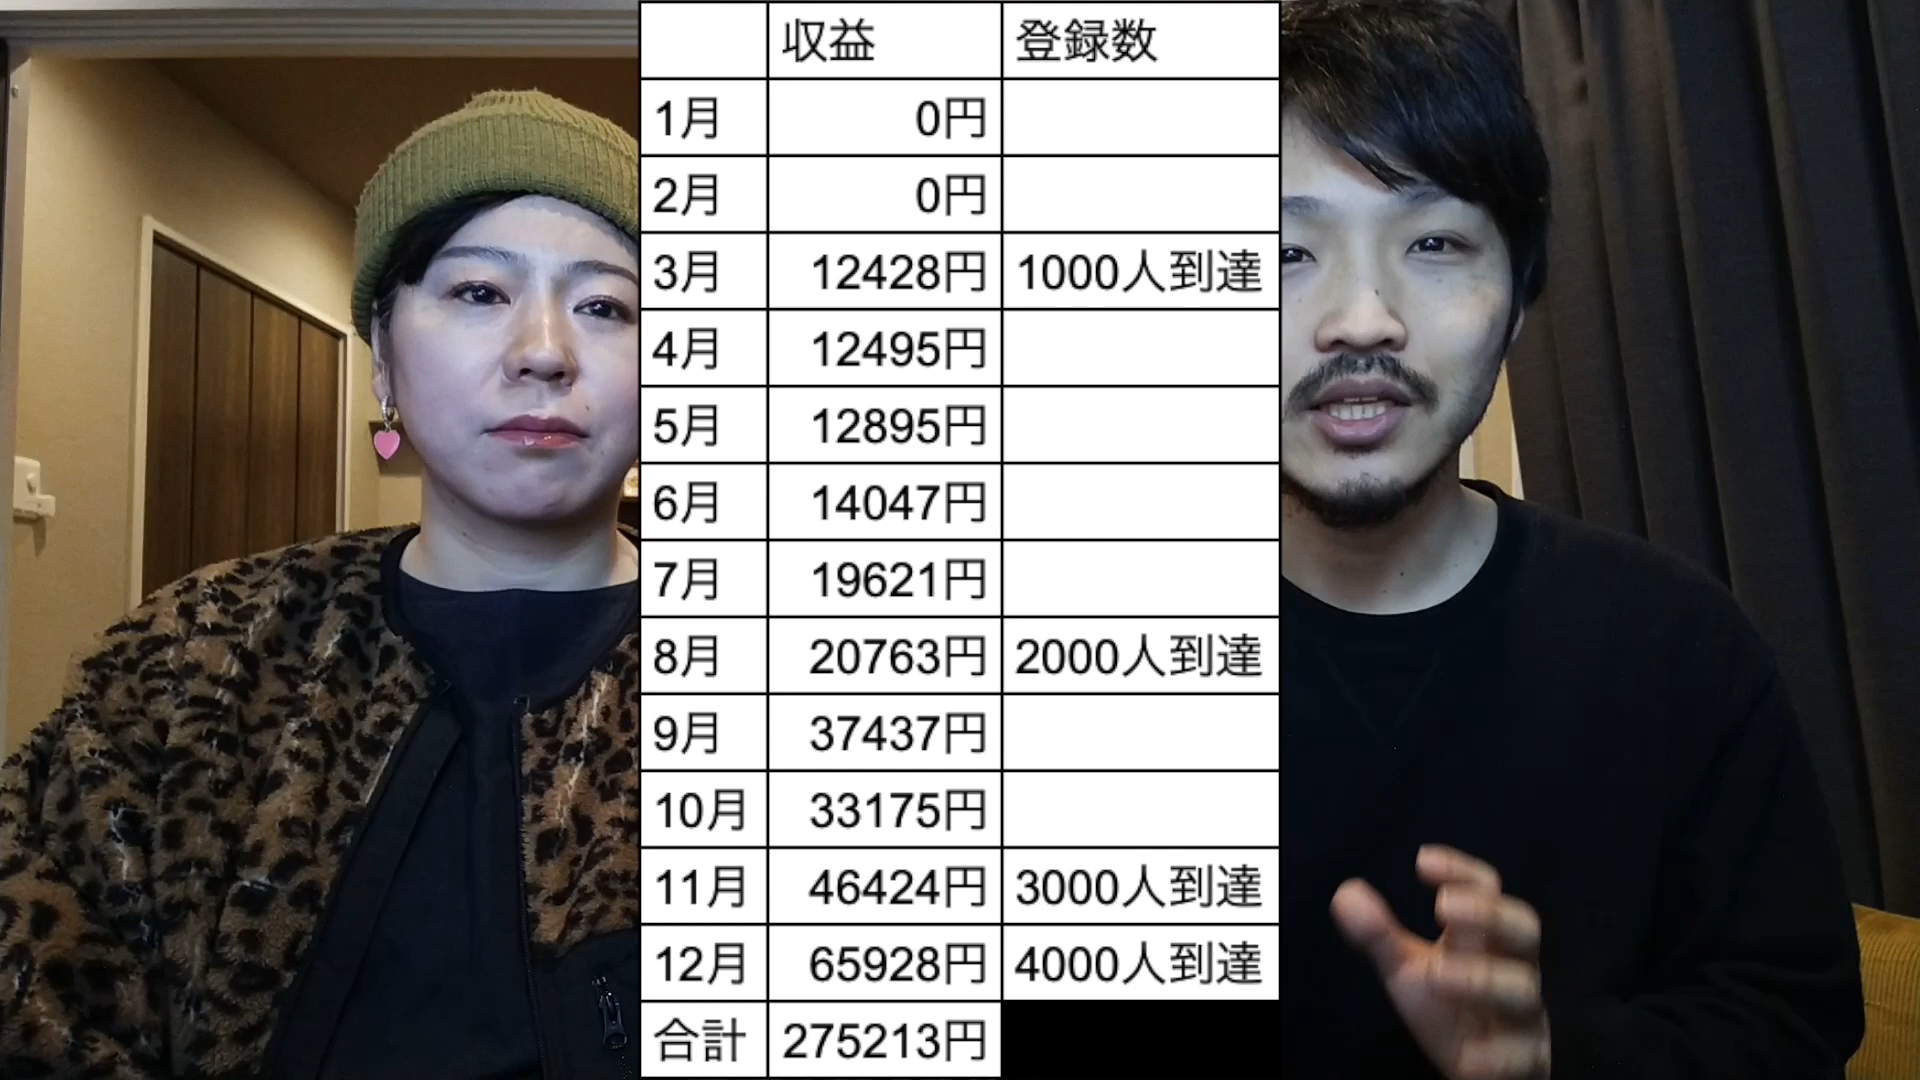 収益 登録数
1月 0円
2月 0円
3月 12428円 1000人到達
4月 12495円
5月 12895円
6月 14047円
7月 19621円
8月 20763円 2000人到達
9月 37437円
10月 33175円
11月 46424円 3000人到達
12月 65928円 4000人到達
合計 275213円